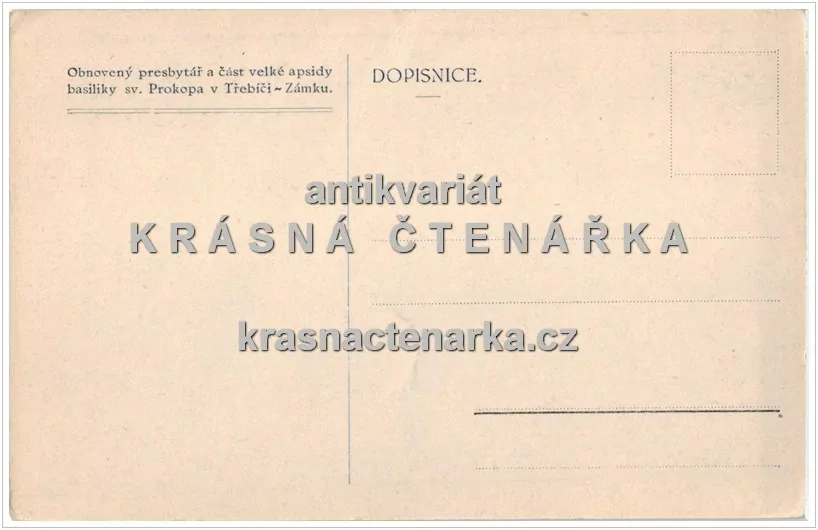 Obnovený presbytář a část velké apsidy
basiliky sv. Prokopa v Třebíči ~ Zámku.
DOPISNICE.
antikvariát
KRÁSNÁ ČTENÁŘKA
krasnactenarka.cz